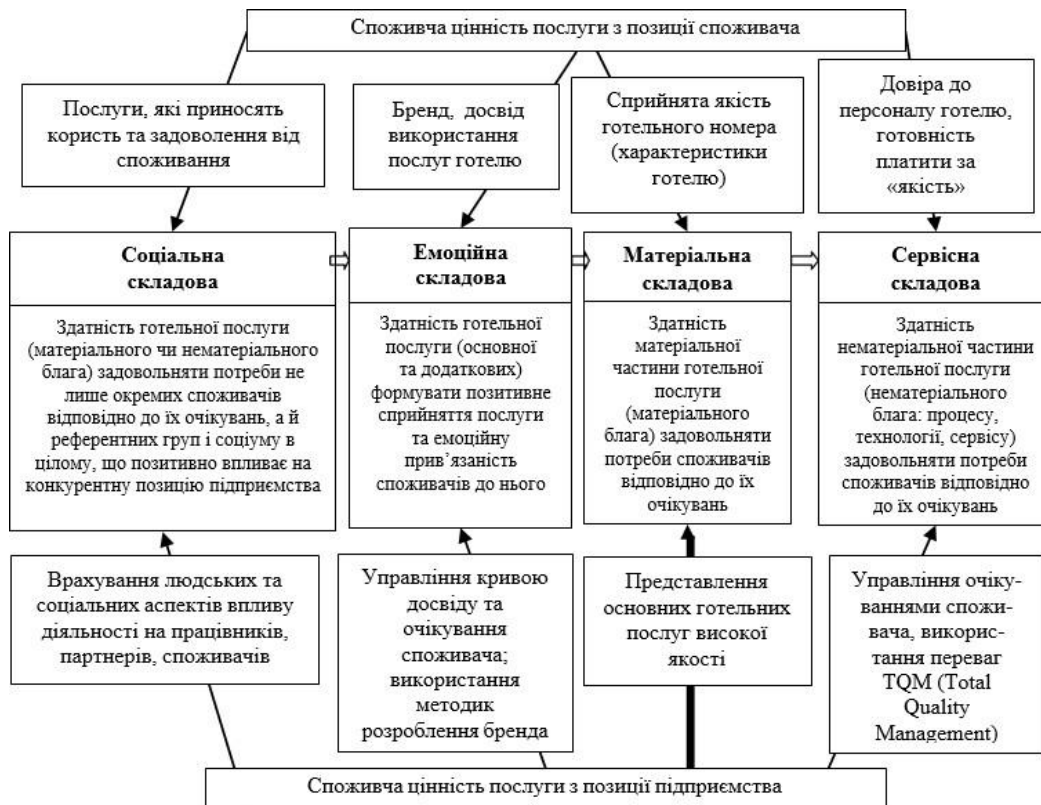 Споживча цінність послуги з позиції споживача
Послуги, які приносять
користь та задоволення від
споживання
Бренд, досвід
використання
послуг готелю
Сприйнята якість
готельного номера
(характеристики
готелю)
Довіра до
персоналу готелю,
готовність
платити за
«якість»
Соціальна
складова
Емоційна
складова
Матеріальна
складова
Сервісна
складова
Здатність готельної послуги
(матеріального чи нематеріального
блага) задовольняти потреби не
лише окремих споживачів
відповідно до їх очікувань, а й
референтних груп і соціуму в
цілому, що позитивно впливає на
конкурентну позицію підприємства
Здатність готельної
послуги (основної
та додаткових)
формувати позитивне
сприйняття послуги
та емоційну
прив’язаність
споживачів до нього
Здатність
матеріальної
частини готельної
послуги
(матеріального
блага) задовольняти
потреби споживачів
відповідно до їх
очікувань
Здатність
нематеріальної частини
готельної послуги
(нематеріального
блага: процесу,
технології, сервісу)
задовольняти потреби
споживачів відповідно
до їх очікувань
Врахування людських та
соціальних аспектів впливу
діяльності на працівників,
партнерів, споживачів
Управління кривою
досвіду та
очікування
споживача;
використання
методик
розроблення бренда
Представлення
основних готельних
послуг високої
якості
Управління очіку-
ваннями спожи-
вача, викорис-
тання переваг
TQM (Total
Quality
Management)
Споживча цінність послуги з позиції підприємства